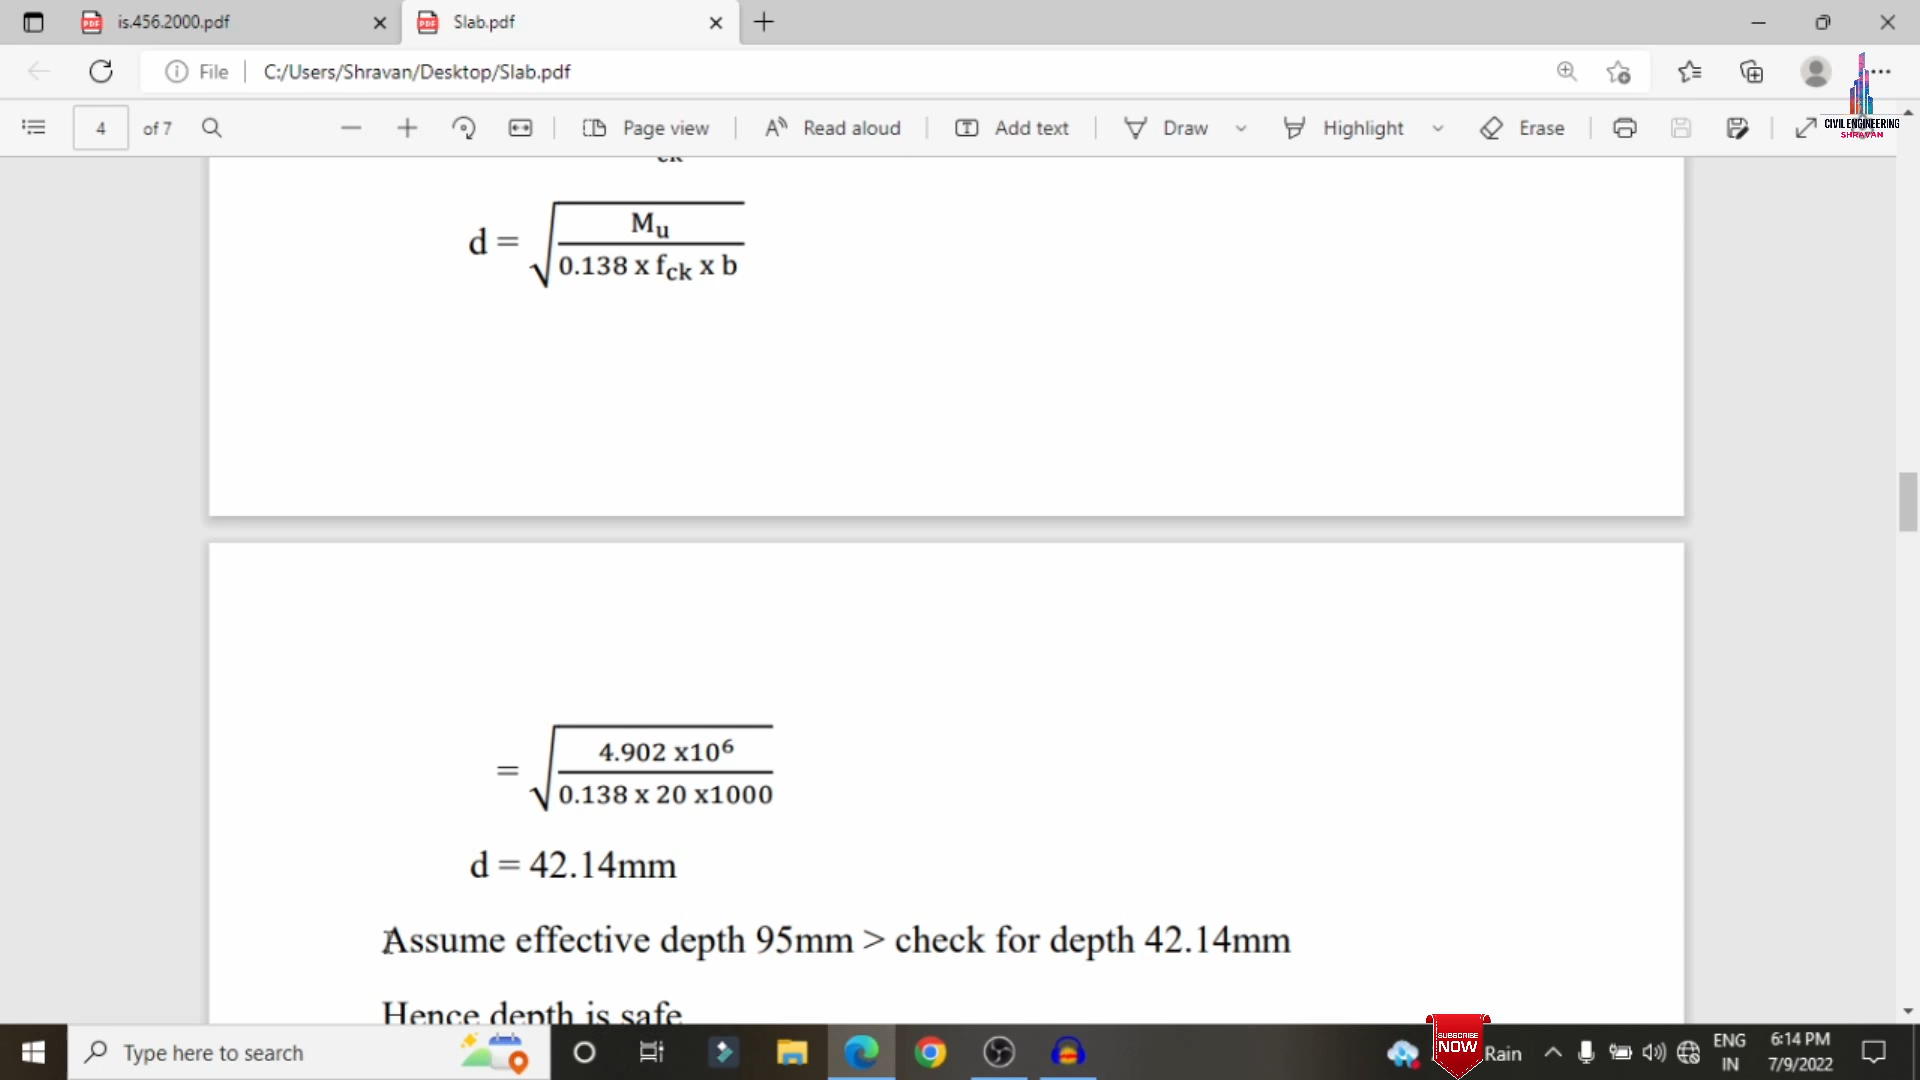 is.456.2000.pdf
Slab.pdf
File
C:/Users/Shravan/Desktop/Slab.pdf
4 of 7
Page view
Read aloud
Add text
Draw
Highlight
Erase
CIVIL ENGINEERING
SHRAVAN
ck
d = √(Mu / 0.138 x fck x b)
= √(4.902 x10⁶ / 0.138 x 20 x1000)
d = 42.14mm
Assume effective depth 95mm > check for depth 42.14mm
Hence depth is safe
Type here to search
SUBSCRIBE
NOW
Rain
ENG
IN
6:14 PM
7/9/2022